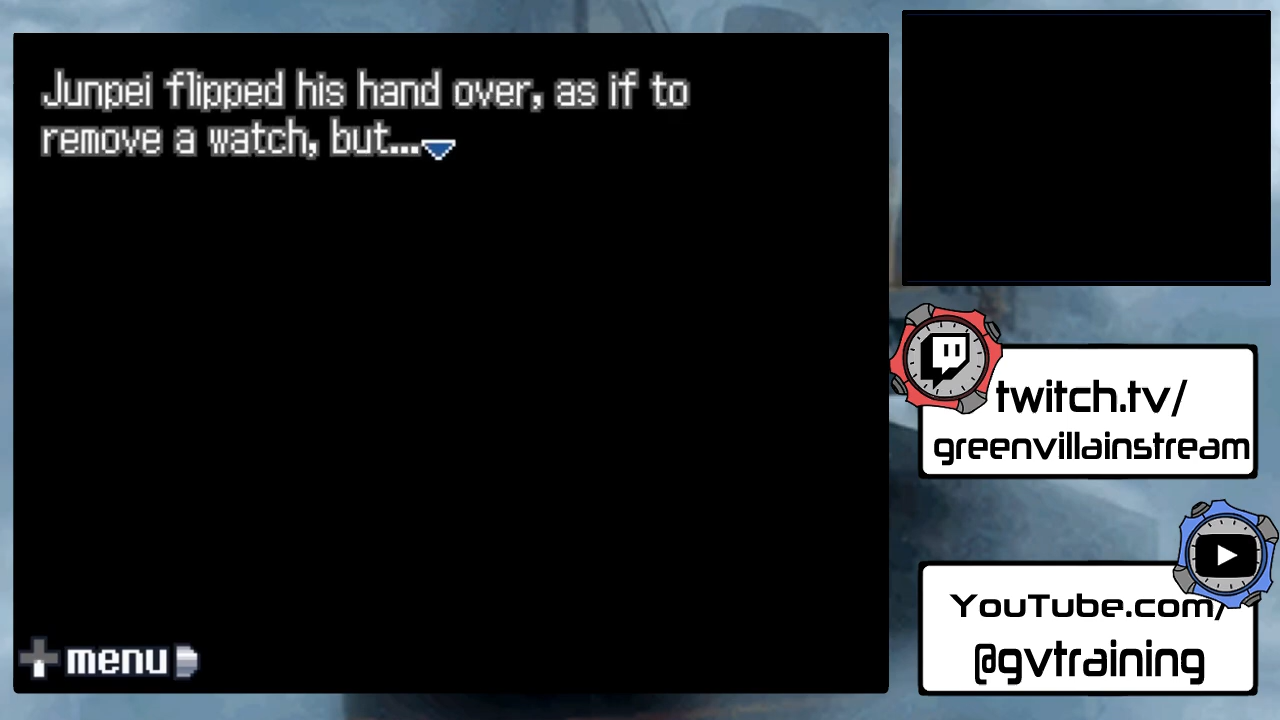 Junpei flipped his hand over, as if to
remove a watch, but...
menu
twitch.tv/
greenvillainstream
YouTube.com/
@gvtraining